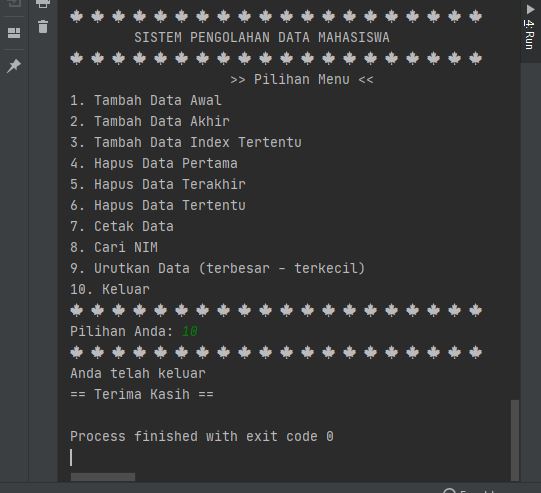 🍁 🍁 🍁 🍁 🍁 🍁 🍁 🍁 🍁 🍁 🍁 🍁 🍁 🍁 🍁 🍁 🍁 🍁 🍁 🍁
SISTEM PENGOLAHAN DATA MAHASISWA
🍁 🍁 🍁 🍁 🍁 🍁 🍁 🍁 🍁 🍁 🍁 🍁 🍁 🍁 🍁 🍁 🍁 🍁 🍁 🍁
>> Pilihan Menu <<
1. Tambah Data Awal
2. Tambah Data Akhir
3. Tambah Data Index Tertentu
4. Hapus Data Pertama
5. Hapus Data Terakhir
6. Hapus Data Tertentu
7. Cetak Data
8. Cari NIM
9. Urutkan Data (terbesar - terkecil)
10. Keluar
🍁 🍁 🍁 🍁 🍁 🍁 🍁 🍁 🍁 🍁 🍁 🍁 🍁 🍁 🍁 🍁 🍁 🍁 🍁 🍁
Pilihan Anda: 10
🍁 🍁 🍁 🍁 🍁 🍁 🍁 🍁 🍁 🍁 🍁 🍁 🍁 🍁 🍁 🍁 🍁 🍁 🍁 🍁
Anda telah keluar
== Terima Kasih ==
Process finished with exit code 0
4: Run